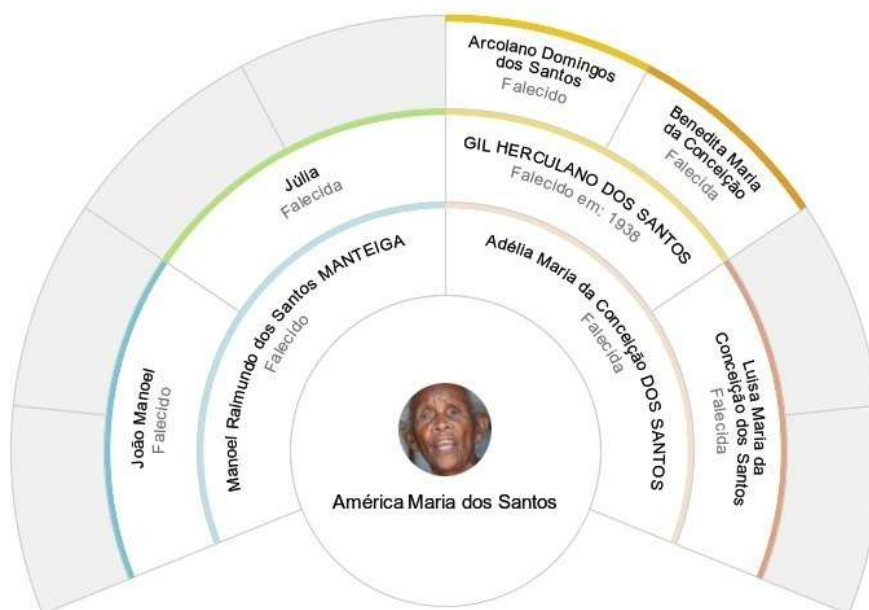 Arcolano Domingos
dos Santos
Falecido
Benedita Maria
da Conceição
Falecida
Júlia
Falecida
GIL HERCULANO DOS SANTOS
Falecido em: 1938
João Manoel
Falecido
Manoel Raimundo dos Santos MANTEIGA
Falecido
Adélia Maria da Conceição DOS SANTOS
Falecida
Luisa Maria da
Conceição dos Santos
Falecida
América Maria dos Santos